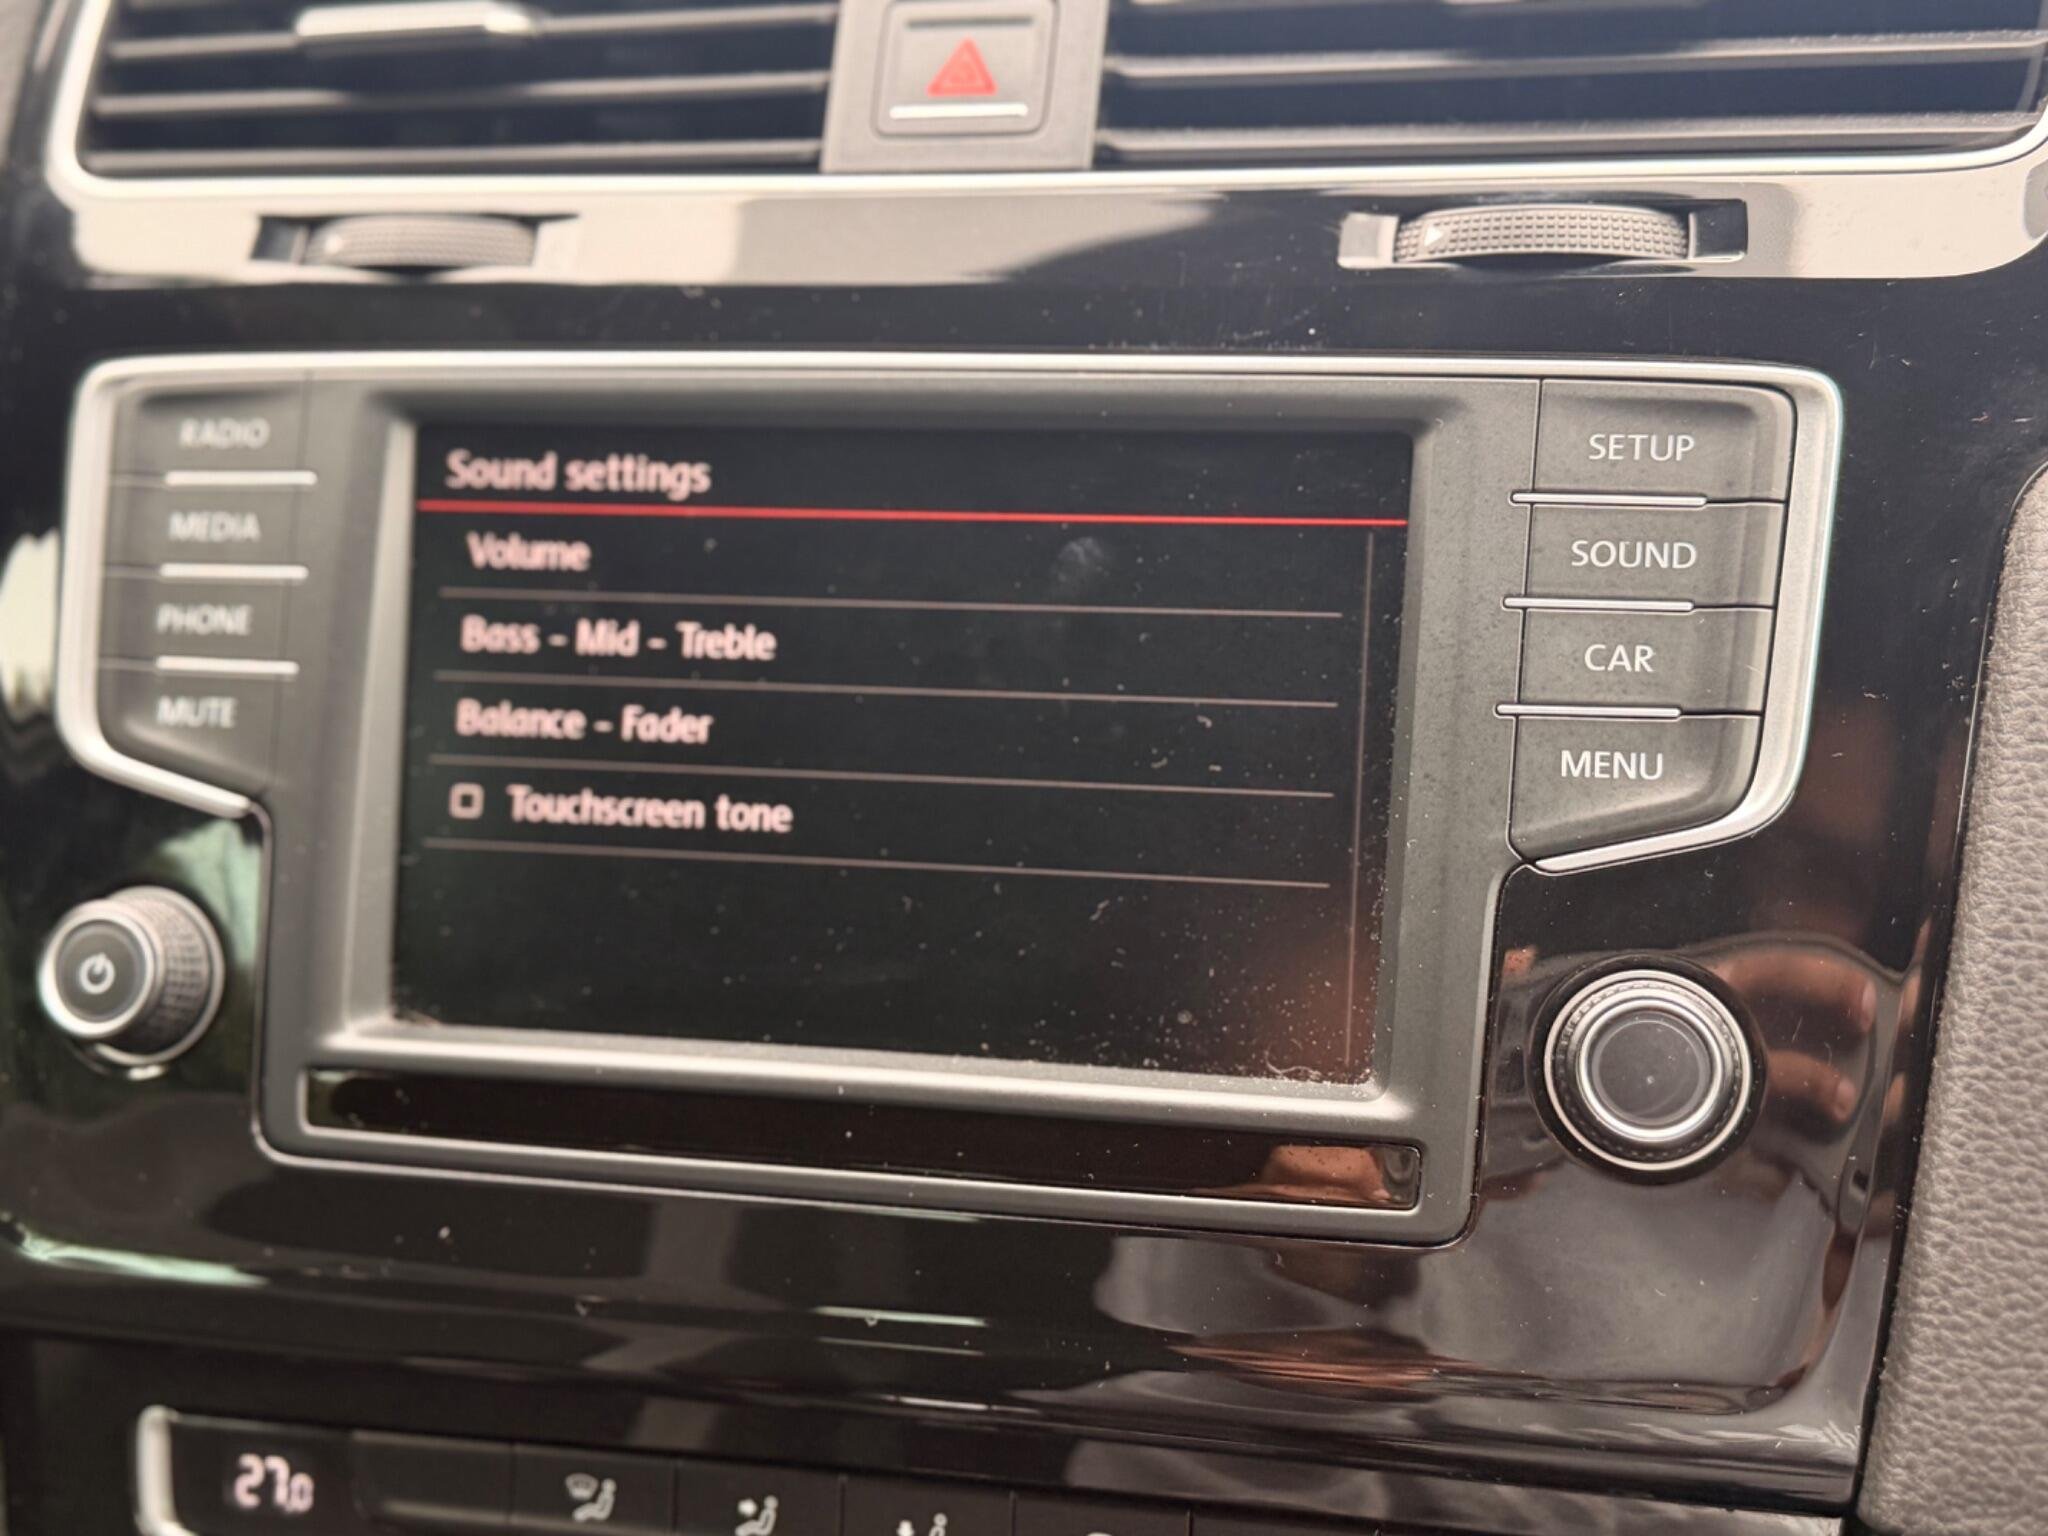 RADIO
MEDIA
PHONE
MUTE
Sound settings
Volume
Bass - Mid - Treble
Balance - Fader
Touchscreen tone
SETUP
SOUND
CAR
MENU
27.0